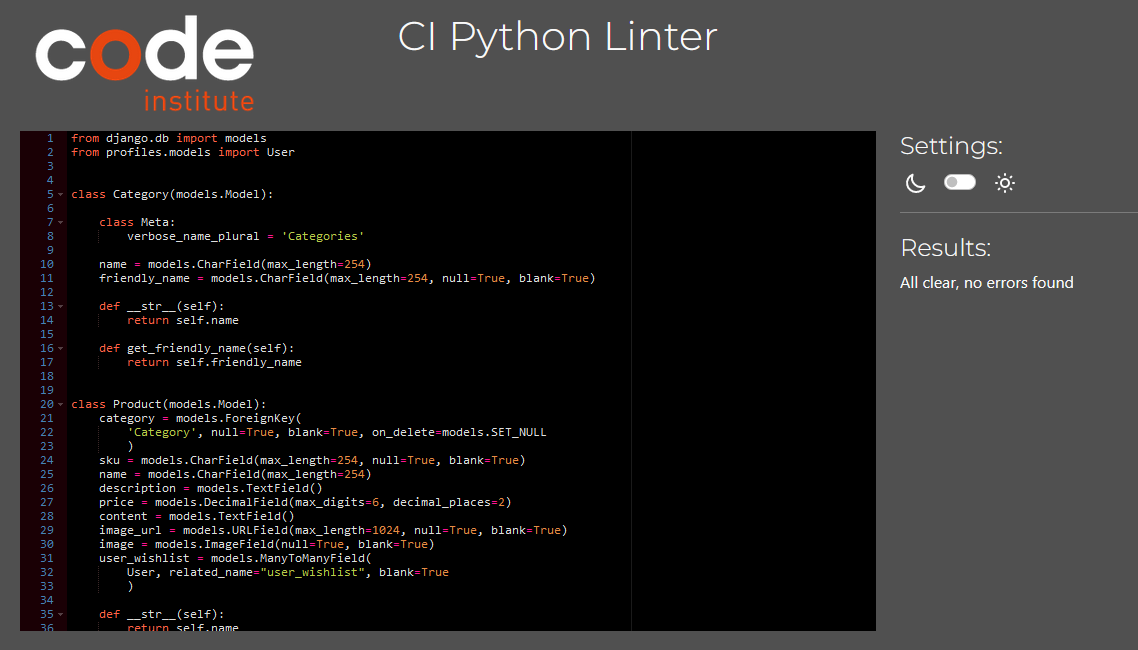 code
institute
CI Python Linter
1 from django.db import models
2 from profiles.models import User
3
4
5 class Category(models.Model):
6
7     class Meta:
8         verbose_name_plural = 'Categories'
9
10     name = models.CharField(max_length=254)
11     friendly_name = models.CharField(max_length=254, null=True, blank=True)
12
13     def __str__(self):
14         return self.name
15
16     def get_friendly_name(self):
17         return self.friendly_name
18
19
20 class Product(models.Model):
21     category = models.ForeignKey(
22         'Category', null=True, blank=True, on_delete=models.SET_NULL
23         )
24     sku = models.CharField(max_length=254, null=True, blank=True)
25     name = models.CharField(max_length=254)
26     description = models.TextField()
27     price = models.DecimalField(max_digits=6, decimal_places=2)
28     content = models.TextField()
29     image_url = models.URLField(max_length=1024, null=True, blank=True)
30     image = models.ImageField(null=True, blank=True)
31     user_wishlist = models.ManyToManyField(
32         User, related_name="user_wishlist", blank=True
33         )
34
35     def __str__(self):
36         return self.name
Settings:
Results:
All clear, no errors found